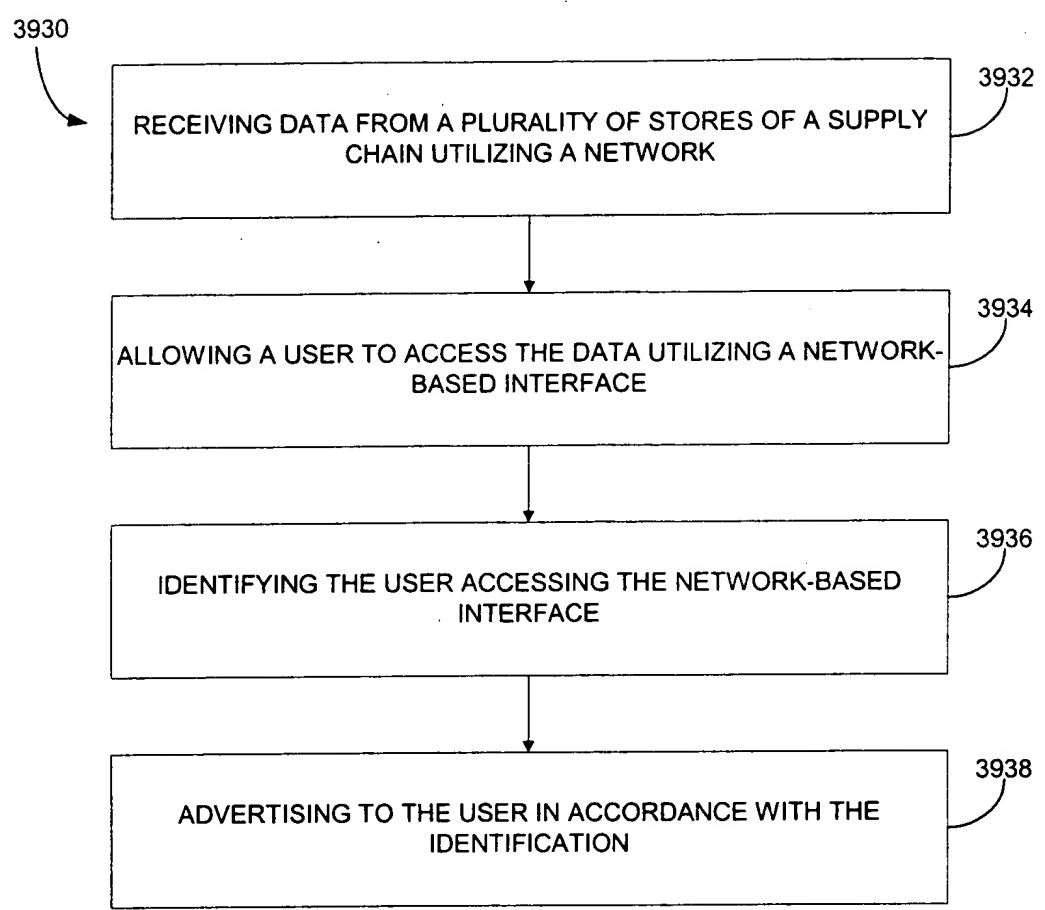 3930
3932
RECEIVING DATA FROM A PLURALITY OF STORES OF A SUPPLY
CHAIN UTILIZING A NETWORK
3934
ALLOWING A USER TO ACCESS THE DATA UTILIZING A NETWORK-
BASED INTERFACE
3936
IDENTIFYING THE USER ACCESSING THE NETWORK-BASED
INTERFACE
3938
ADVERTISING TO THE USER IN ACCORDANCE WITH THE
IDENTIFICATION